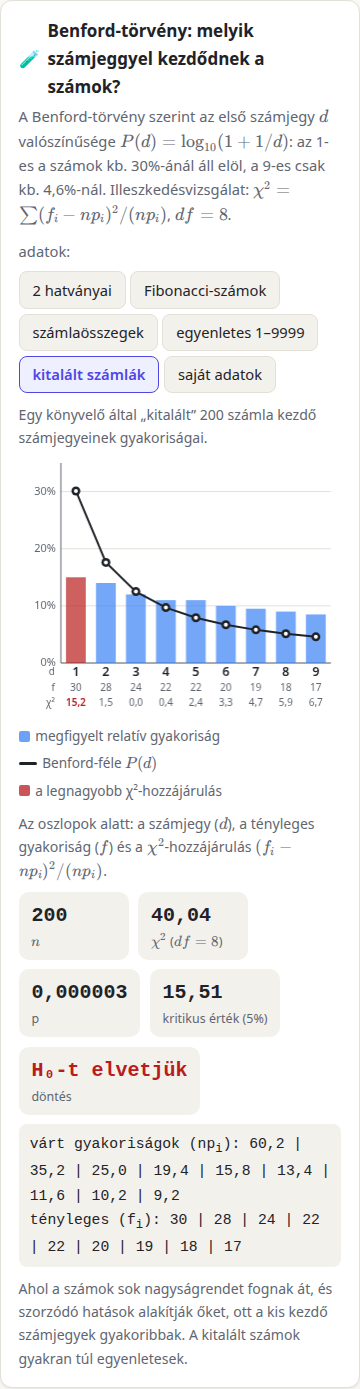 🧪 Benford-törvény: melyik
számjeggyel kezdődnek a
számok?
A Benford-törvény szerint az első számjegy d
valószínűsége P(d) = log₁₀(1 + 1/d): az 1-
es a számok kb. 30%-ánál áll elöl, a 9-es csak
kb. 4,6%-nál. Illeszkedésvizsgálat: χ² =
∑(fᵢ − npᵢ)²/(npᵢ), df = 8.
adatok:
2 hatványai Fibonacci-számok
számlaösszegek egyenletes 1–9999
kitalált számlák saját adatok
Egy könyvelő által „kitalált” 200 számla kezdő
számjegyeinek gyakoriságai.
30%
20%
10%
0%
d 1 2 3 4 5 6 7 8 9
f 30 28 24 22 22 20 19 18 17
χ² 15,2 1,5 0,0 0,4 2,4 3,3 4,7 5,9 6,7
megfigyelt relatív gyakoriság
Benford-féle P(d)
a legnagyobb χ²-hozzájárulás
Az oszlopok alatt: a számjegy (d), a tényleges
gyakoriság (f) és a χ²-hozzájárulás (fᵢ −
npᵢ)²/(npᵢ).
200 40,04
n χ² (df = 8)
0,000003 15,51
p kritikus érték (5%)
H₀-t elvetjük
döntés
várt gyakoriságok (npᵢ): 60,2 |
35,2 | 25,0 | 19,4 | 15,8 | 13,4 |
11,6 | 10,2 | 9,2
tényleges (fᵢ): 30 | 28 | 24 | 22
| 22 | 20 | 19 | 18 | 17
Ahol a számok sok nagyságrendet fognak át, és
szorzódó hatások alakítják őket, ott a kis kezdő
számjegyek gyakoribbak. A kitalált számok
gyakran túl egyenletesek.